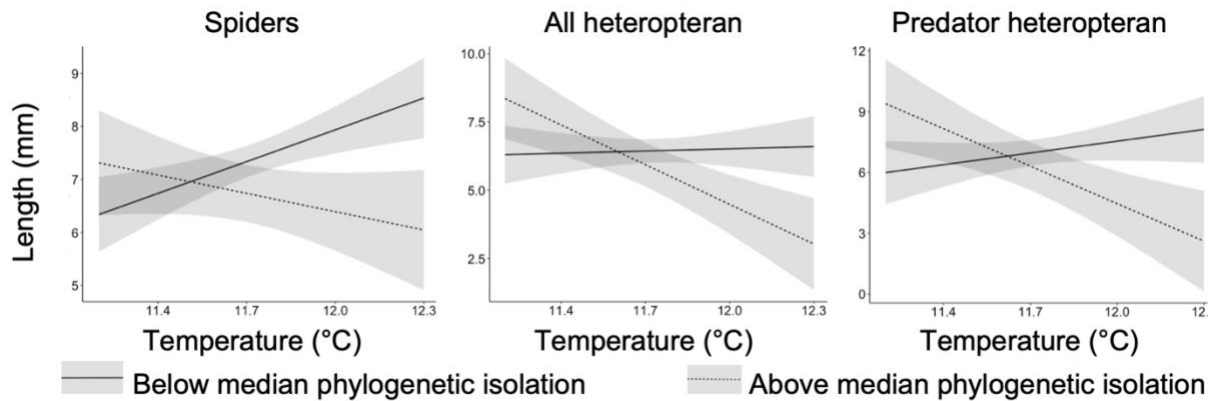 Spiders
All heteropteran
Predator heteropteran
Length (mm)
9
8
7
6
5
10.0
7.5
5.0
2.5
12
9
6
3
0
11.4 11.7 12.0 12.3
11.4 11.7 12.0 12.3
11.4 11.7 12.0 12.
Temperature (°C)
Temperature (°C)
Temperature (°C)
Below median phylogenetic isolation
Above median phylogenetic isolation